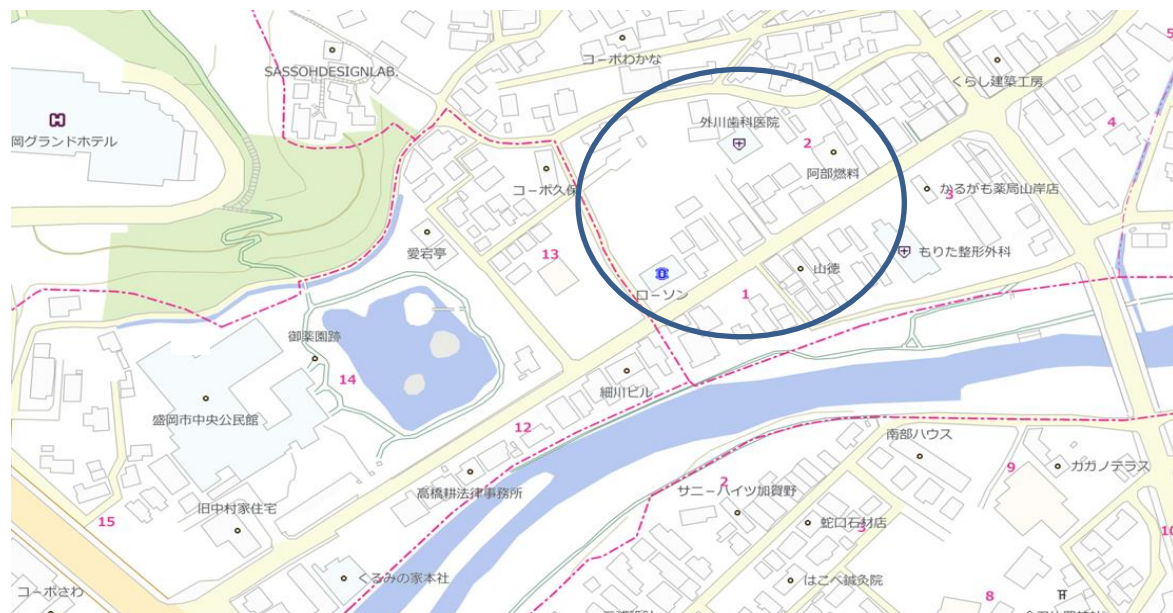 コーポわかな
SASSOHDESIGNLAB.
くらし建築工房
4
岡グランドホテル
外川歯科医院
2
阿部燃料
コーポ久保
かるがも薬局山岸店
3
愛宕亭
13
もりた整形外科
山徳
ローソン
1
御薬園跡
14
細川ビル
盛岡市中央公民館
12
南部ハウス
9
カガノテラス
高橋耕法律事務所
2
サニーハイツ加賀野
旧中村家住宅
15
蛇口石材店
3
10
くるみの家本社
はこべ鍼灸院
コーポさわ
8